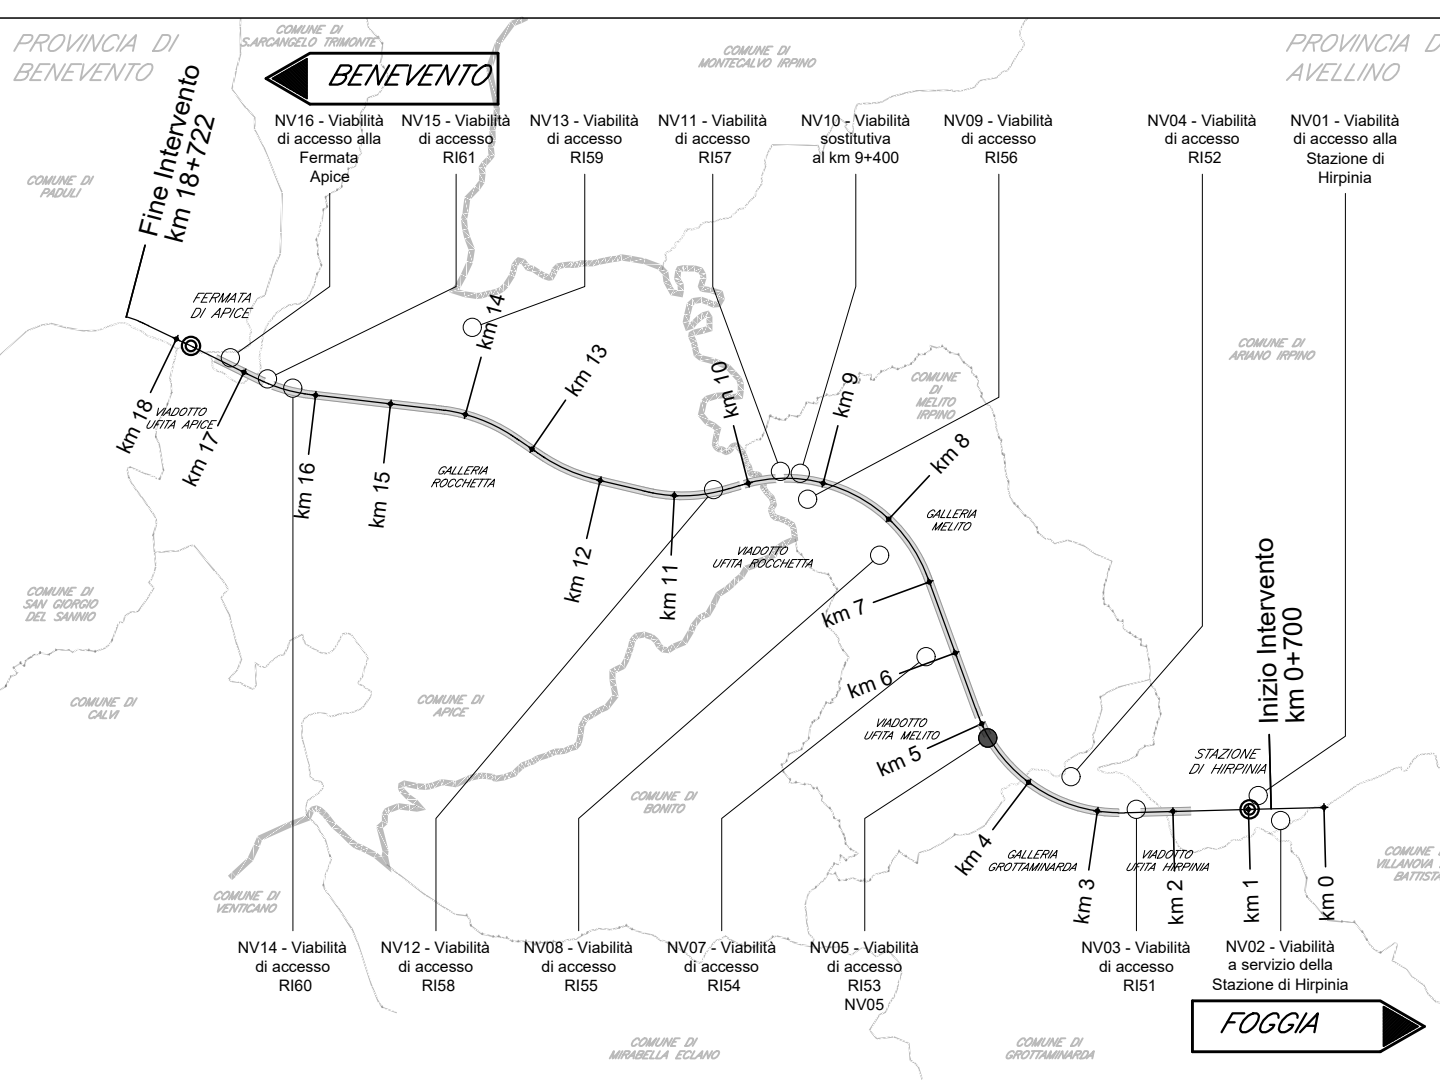 PROVINCIA DI
BENEVENTO
COMUNE DI
S.ARCANGELO TRIMONTE
BENEVENTO
COMUNE DI
MONTECALVO IRPINO
PROVINCIA D
AVELLINO
Fine Intervento
km 18+722
NV16 - Viabilità
di accesso alla
Fermata
Apice
NV15 - Viabilità
di accesso
RI61
NV13 - Viabilità
di accesso
RI59
NV11 - Viabilità
di accesso
RI57
NV10 - Viabilità
sostitutiva
al km 9+400
NV09 - Viabilità
di accesso
RI56
NV04 - Viabilità
di accesso
RI52
NV01 - Viabilità
di accesso alla
Stazione di
Hirpinia
COMUNE DI
PADULI
FERMATA
DI APICE
COMUNE DI
ARIANO IRPINO
COMUNE
DI
MELITO
IRPINO
km 18
VIADOTTO
UFITA APICE
km 17
km 16
km 15
km 14
km 13
km 12
km 11
km 10
km 9
km 8
km 7
km 6
km 5
km 4
km 3
km 2
km 1
km 0
GALLERIA
ROCCHETTA
GALLERIA
MELITO
VIADOTTO
UFITA ROCCHETTA
COMUNE DI
SAN GIORGIO
DEL SANNIO
Inizio Intervento
km 0+700
COMUNE DI
CALVI
COMUNE DI
APICE
VIADOTTO
UFITA MELITO
STAZIONE
DI HIRPINIA
COMUNE DI
BONITO
GALLERIA
GROTTAMINARDA
VIADOTTO
UFITA HIRPINIA
COMUNE
VILLANOVA
BATTISTA
COMUNE DI
VENTICANO
NV14 - Viabilità
di accesso
RI60
NV12 - Viabilità
di accesso
RI58
NV08 - Viabilità
di accesso
RI55
NV07 - Viabilità
di accesso
RI54
NV05 - Viabilità
di accesso
RI53
NV05
NV03 - Viabilità
di accesso
RI51
NV02 - Viabilità
a servizio della
Stazione di Hirpinia
FOGGIA
COMUNE DI
MIRABELLA ECLANO
COMUNE DI
GROTTAMINARDA